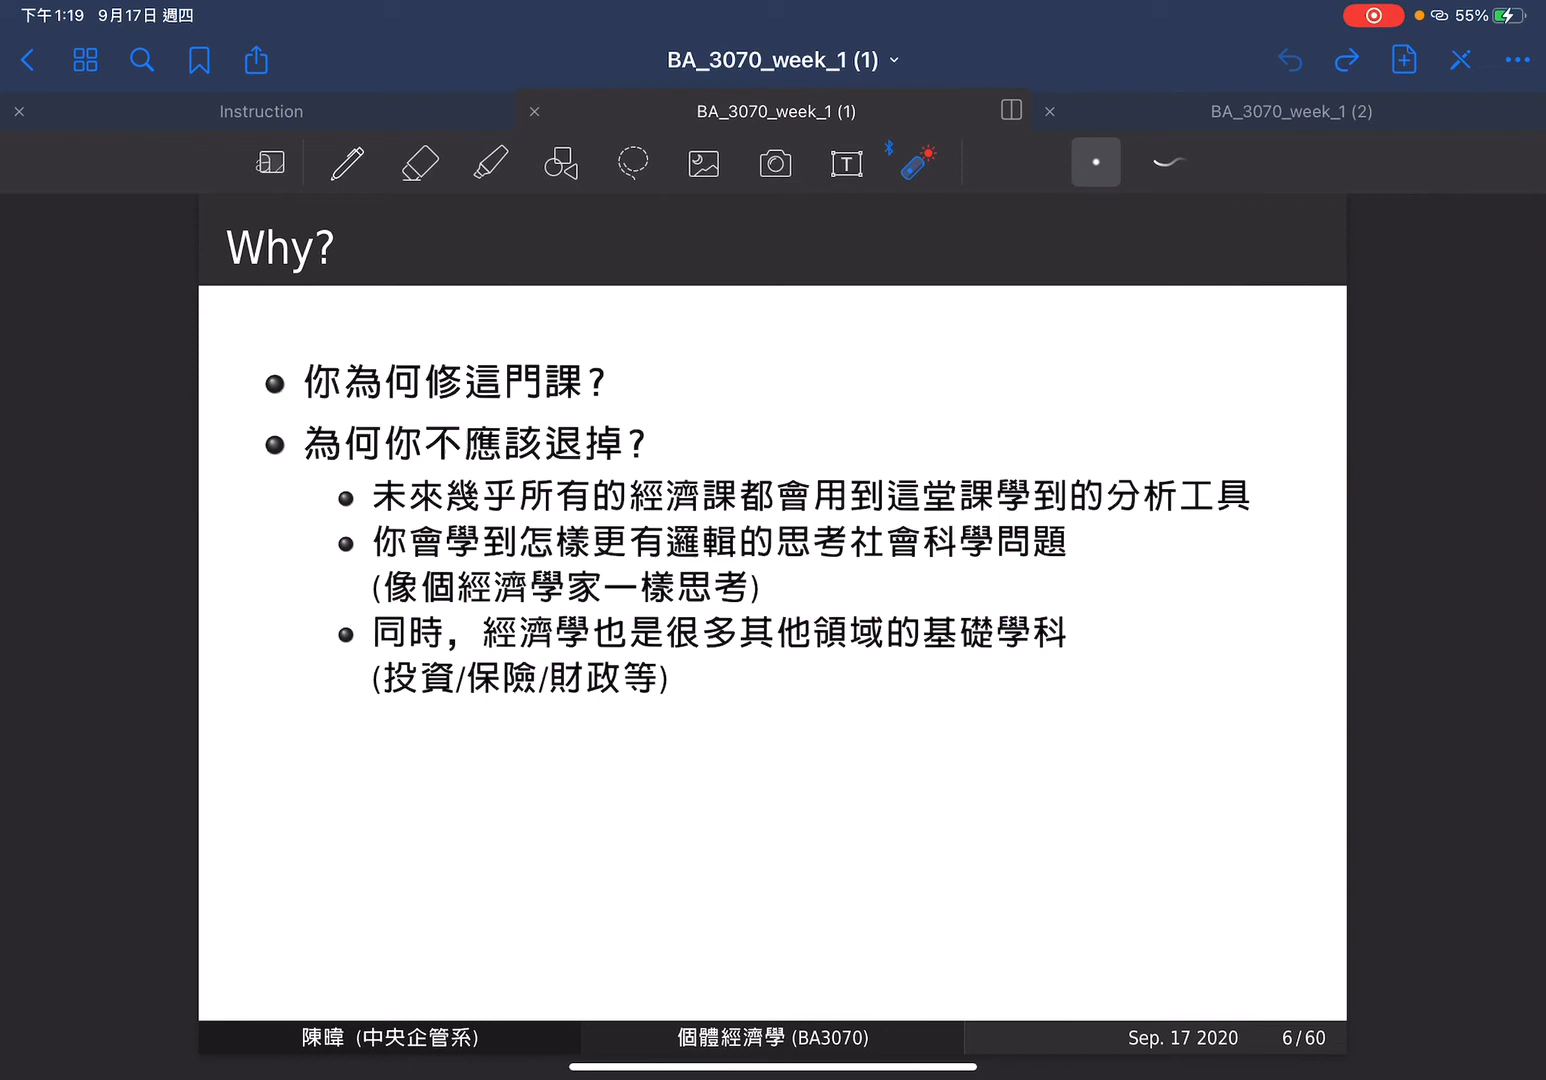 下午1:19 9月17日 週四
55%
BA_3070_week_1 (1)
Instruction
BA_3070_week_1 (1)
BA_3070_week_1 (2)
T
Why?
你為何修這門課?
為何你不應該退掉?
未來幾乎所有的經濟課都會用到這堂課學到的分析工具
你會學到怎樣更有邏輯的思考社會科學問題
(像個經濟學家一樣思考)
同時，經濟學也是很多其他領域的基礎學科
(投資/保險/財政等)
陳暐 (中央企管系)
個體經濟學 (BA3070)
Sep. 17 2020
6/60